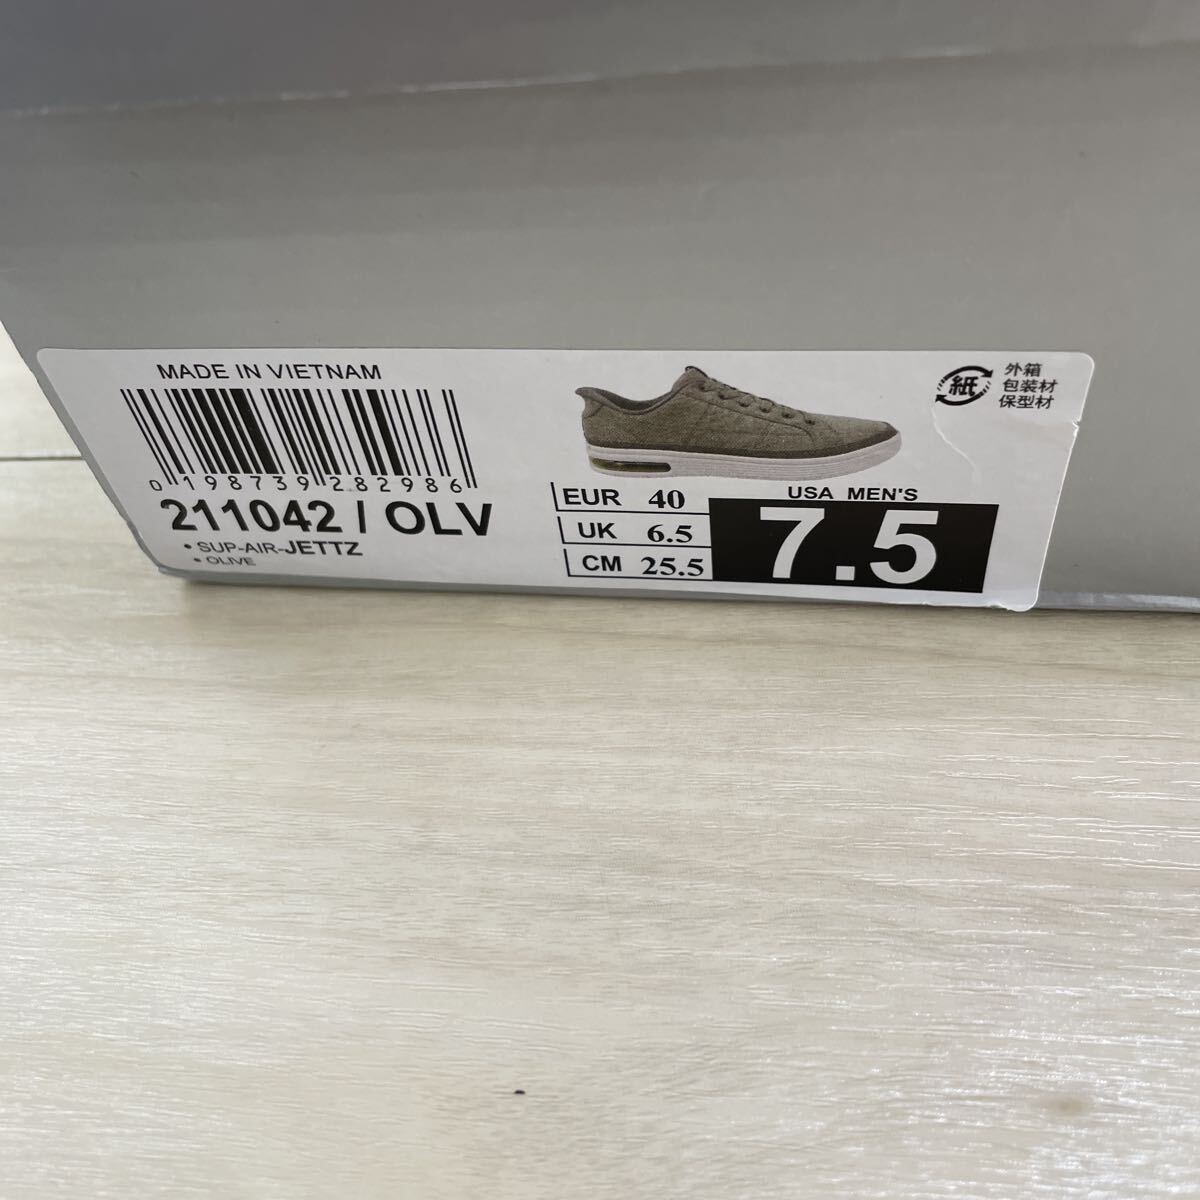 MADE IN VIETNAM
0 198739 282986
211042 / OLV
• SUP-AIR-JETTZ
• OLIVE
EUR 40
UK 6.5
CM 25.5
USA MEN'S
7.5
紙
外箱
包装材
保型材